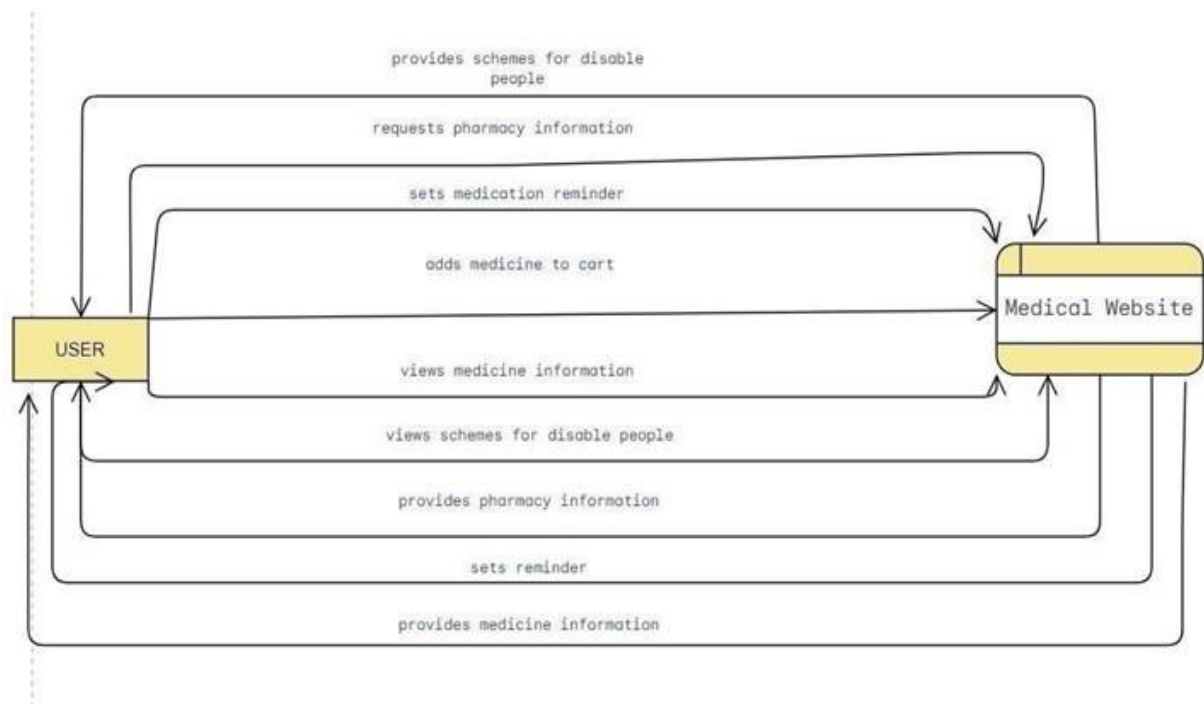 provides schemes for disable
people
requests pharmacy information
sets medication reminder
adds medicine to cart
Medical Website
USER
views medicine information
views schemes for disable people
provides pharmacy information
sets reminder
provides medicine information